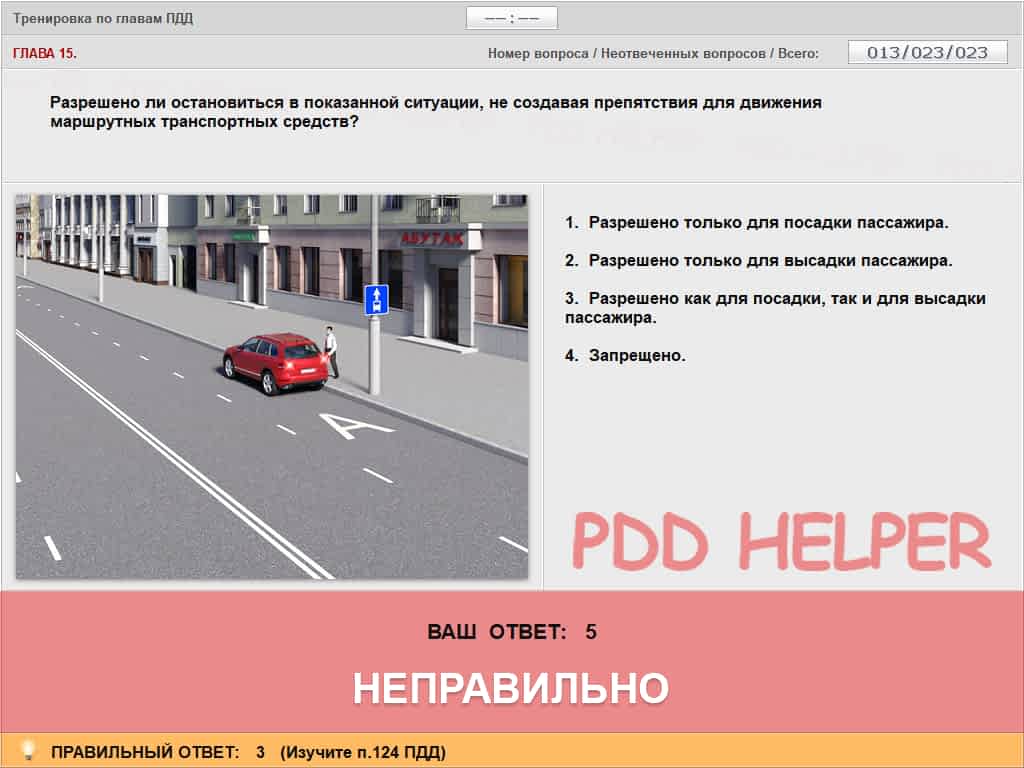 Тренировка по главам ПДД
–– : ––
ГЛАВА 15.
Номер вопроса / Неотвеченных вопросов / Всего:
013/023/023
Разрешено ли остановиться в показанной ситуации, не создавая препятствия для движения
маршрутных транспортных средств?
1. Разрешено только для посадки пассажира.
2. Разрешено только для высадки пассажира.
3. Разрешено как для посадки, так и для высадки
пассажира.
4. Запрещено.
А
PDD HELPER
ВАШ ОТВЕТ: 5
НЕПРАВИЛЬНО
ПРАВИЛЬНЫЙ ОТВЕТ: 3 (Изучите п.124 ПДД)